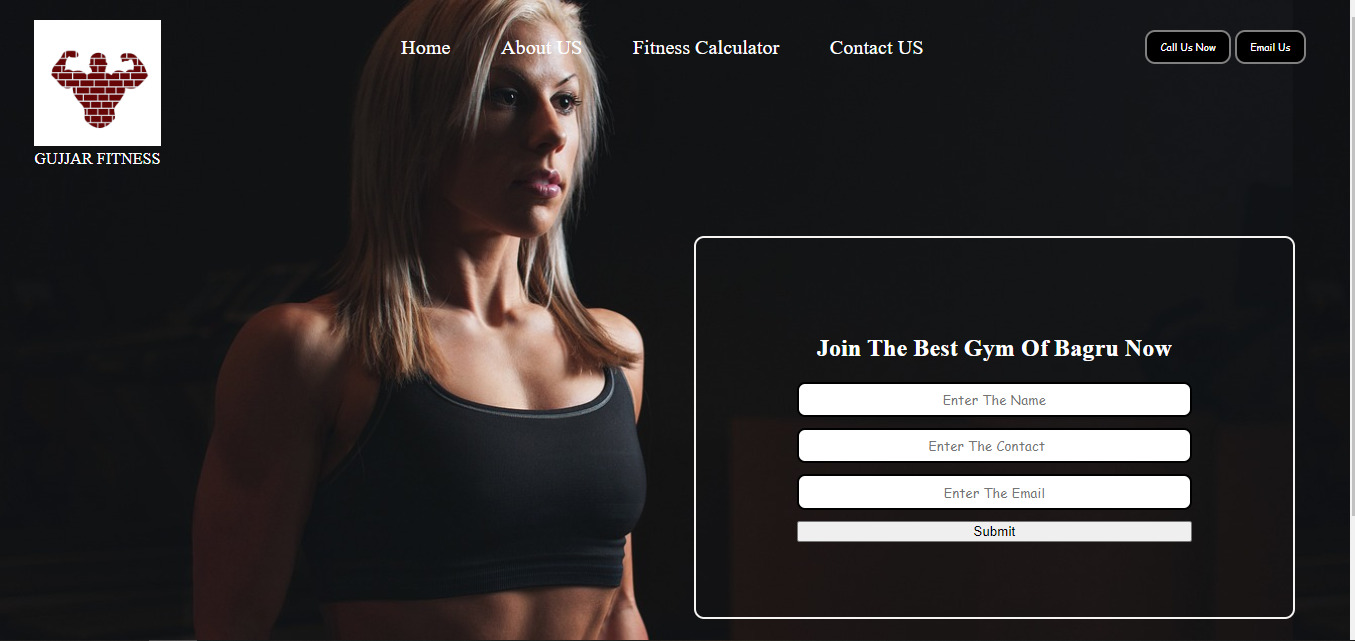 Home
About US
Fitness Calculator
Contact US
Call Us Now
Email Us
GUJJAR FITNESS
Join The Best Gym Of Bagru Now
Enter The Name
Enter The Contact
Enter The Email
Submit